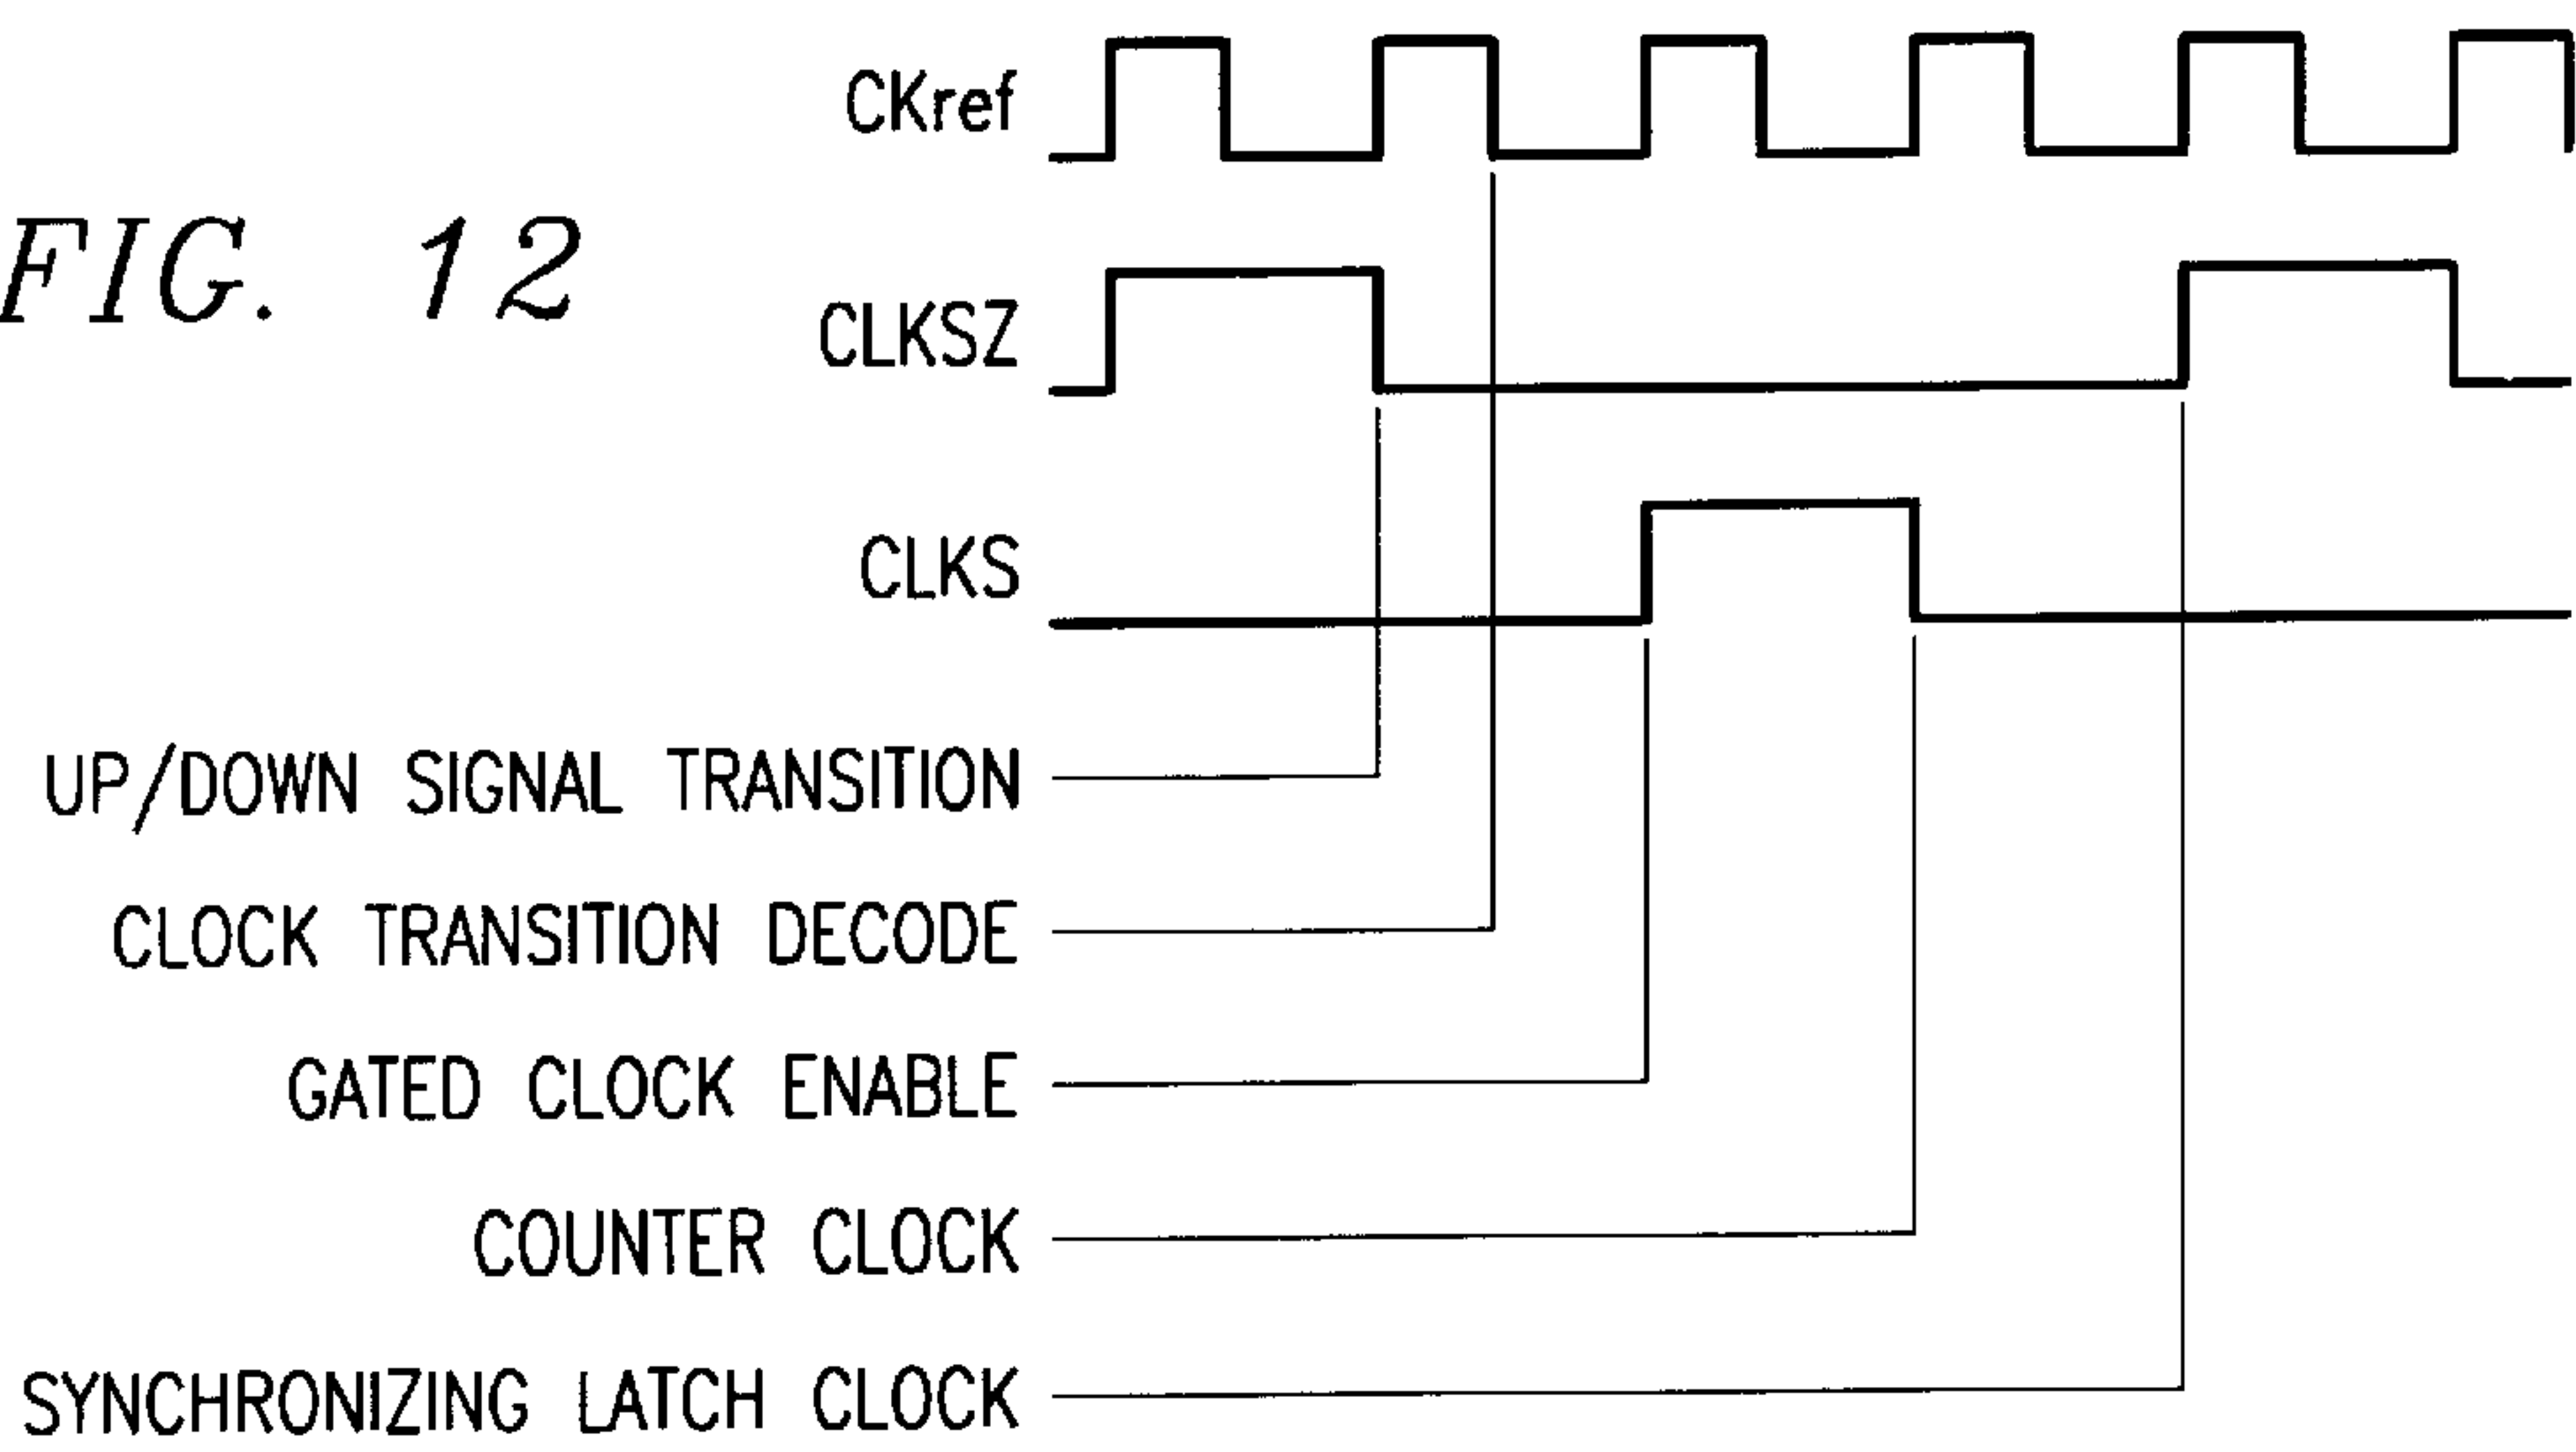 CKref
FIG. 12
CLKSZ
CLKS
UP/DOWN SIGNAL TRANSITION
CLOCK TRANSITION DECODE
GATED CLOCK ENABLE
COUNTER CLOCK
SYNCHRONIZING LATCH CLOCK